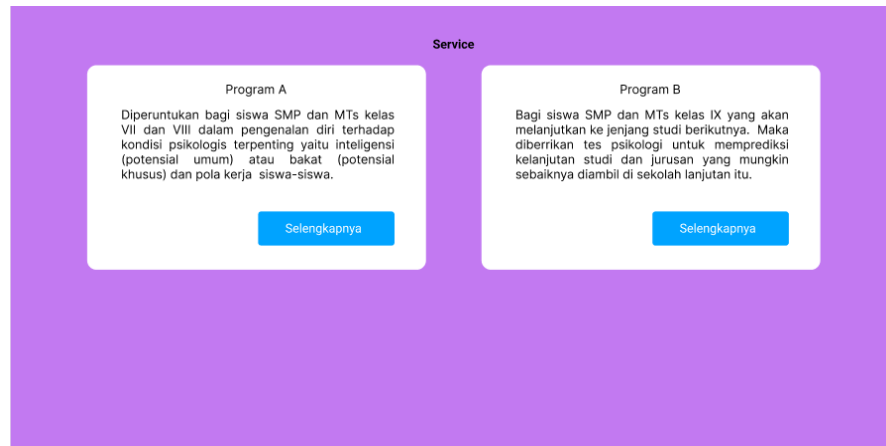 Service
Program A
Diperuntukan bagi siswa SMP dan MTs kelas
VII dan VIII dalam pengenalan diri terhadap
kondisi psikologis terpenting yaitu inteligensi
(potensial umum) atau bakat (potensial
khusus) dan pola kerja siswa-siswa.
Selengkapnya
Program B
Bagi siswa SMP dan MTs kelas IX yang akan
melanjutkan ke jenjang studi berikutnya. Maka
diberrikan tes psikologi untuk memprediksi
kelanjutan studi dan jurusan yang mungkin
sebaiknya diambil di sekolah lanjutan itu.
Selengkapnya